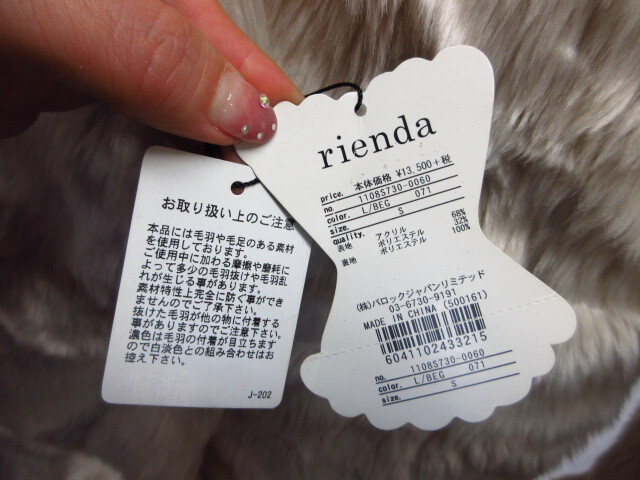 お取り扱い上のご注意
本品には毛羽や毛足のある素材
を使用しております。
ご使用中に加わる摩擦や磨耗に
よって多少の毛羽抜けや毛羽乱
れが生じる事があります。
素材特性上完全に防ぐ事ができ
ませんのでご了承下さい。
抜けた毛羽が他の物に付着する
事がありますのでご注意下さい。
濃色は毛羽の付着が目立ちます
ので白淡色との組み合わせはお
控え下さい。
J-202
rienda
price. 本体価格 ¥13,500+税
no. 1108S730-0060
color. L/BEG 071
size. S
quality.
表地 アクリル 68%
ポリエステル 32%
裏地 ポリエステル 100%
(株)バロックジャパンリミテッド
03-6730-9191
MADE IN CHINA (500161)
6041102433215
no. 1108S730-0060
color. L/BEG 071
size. S